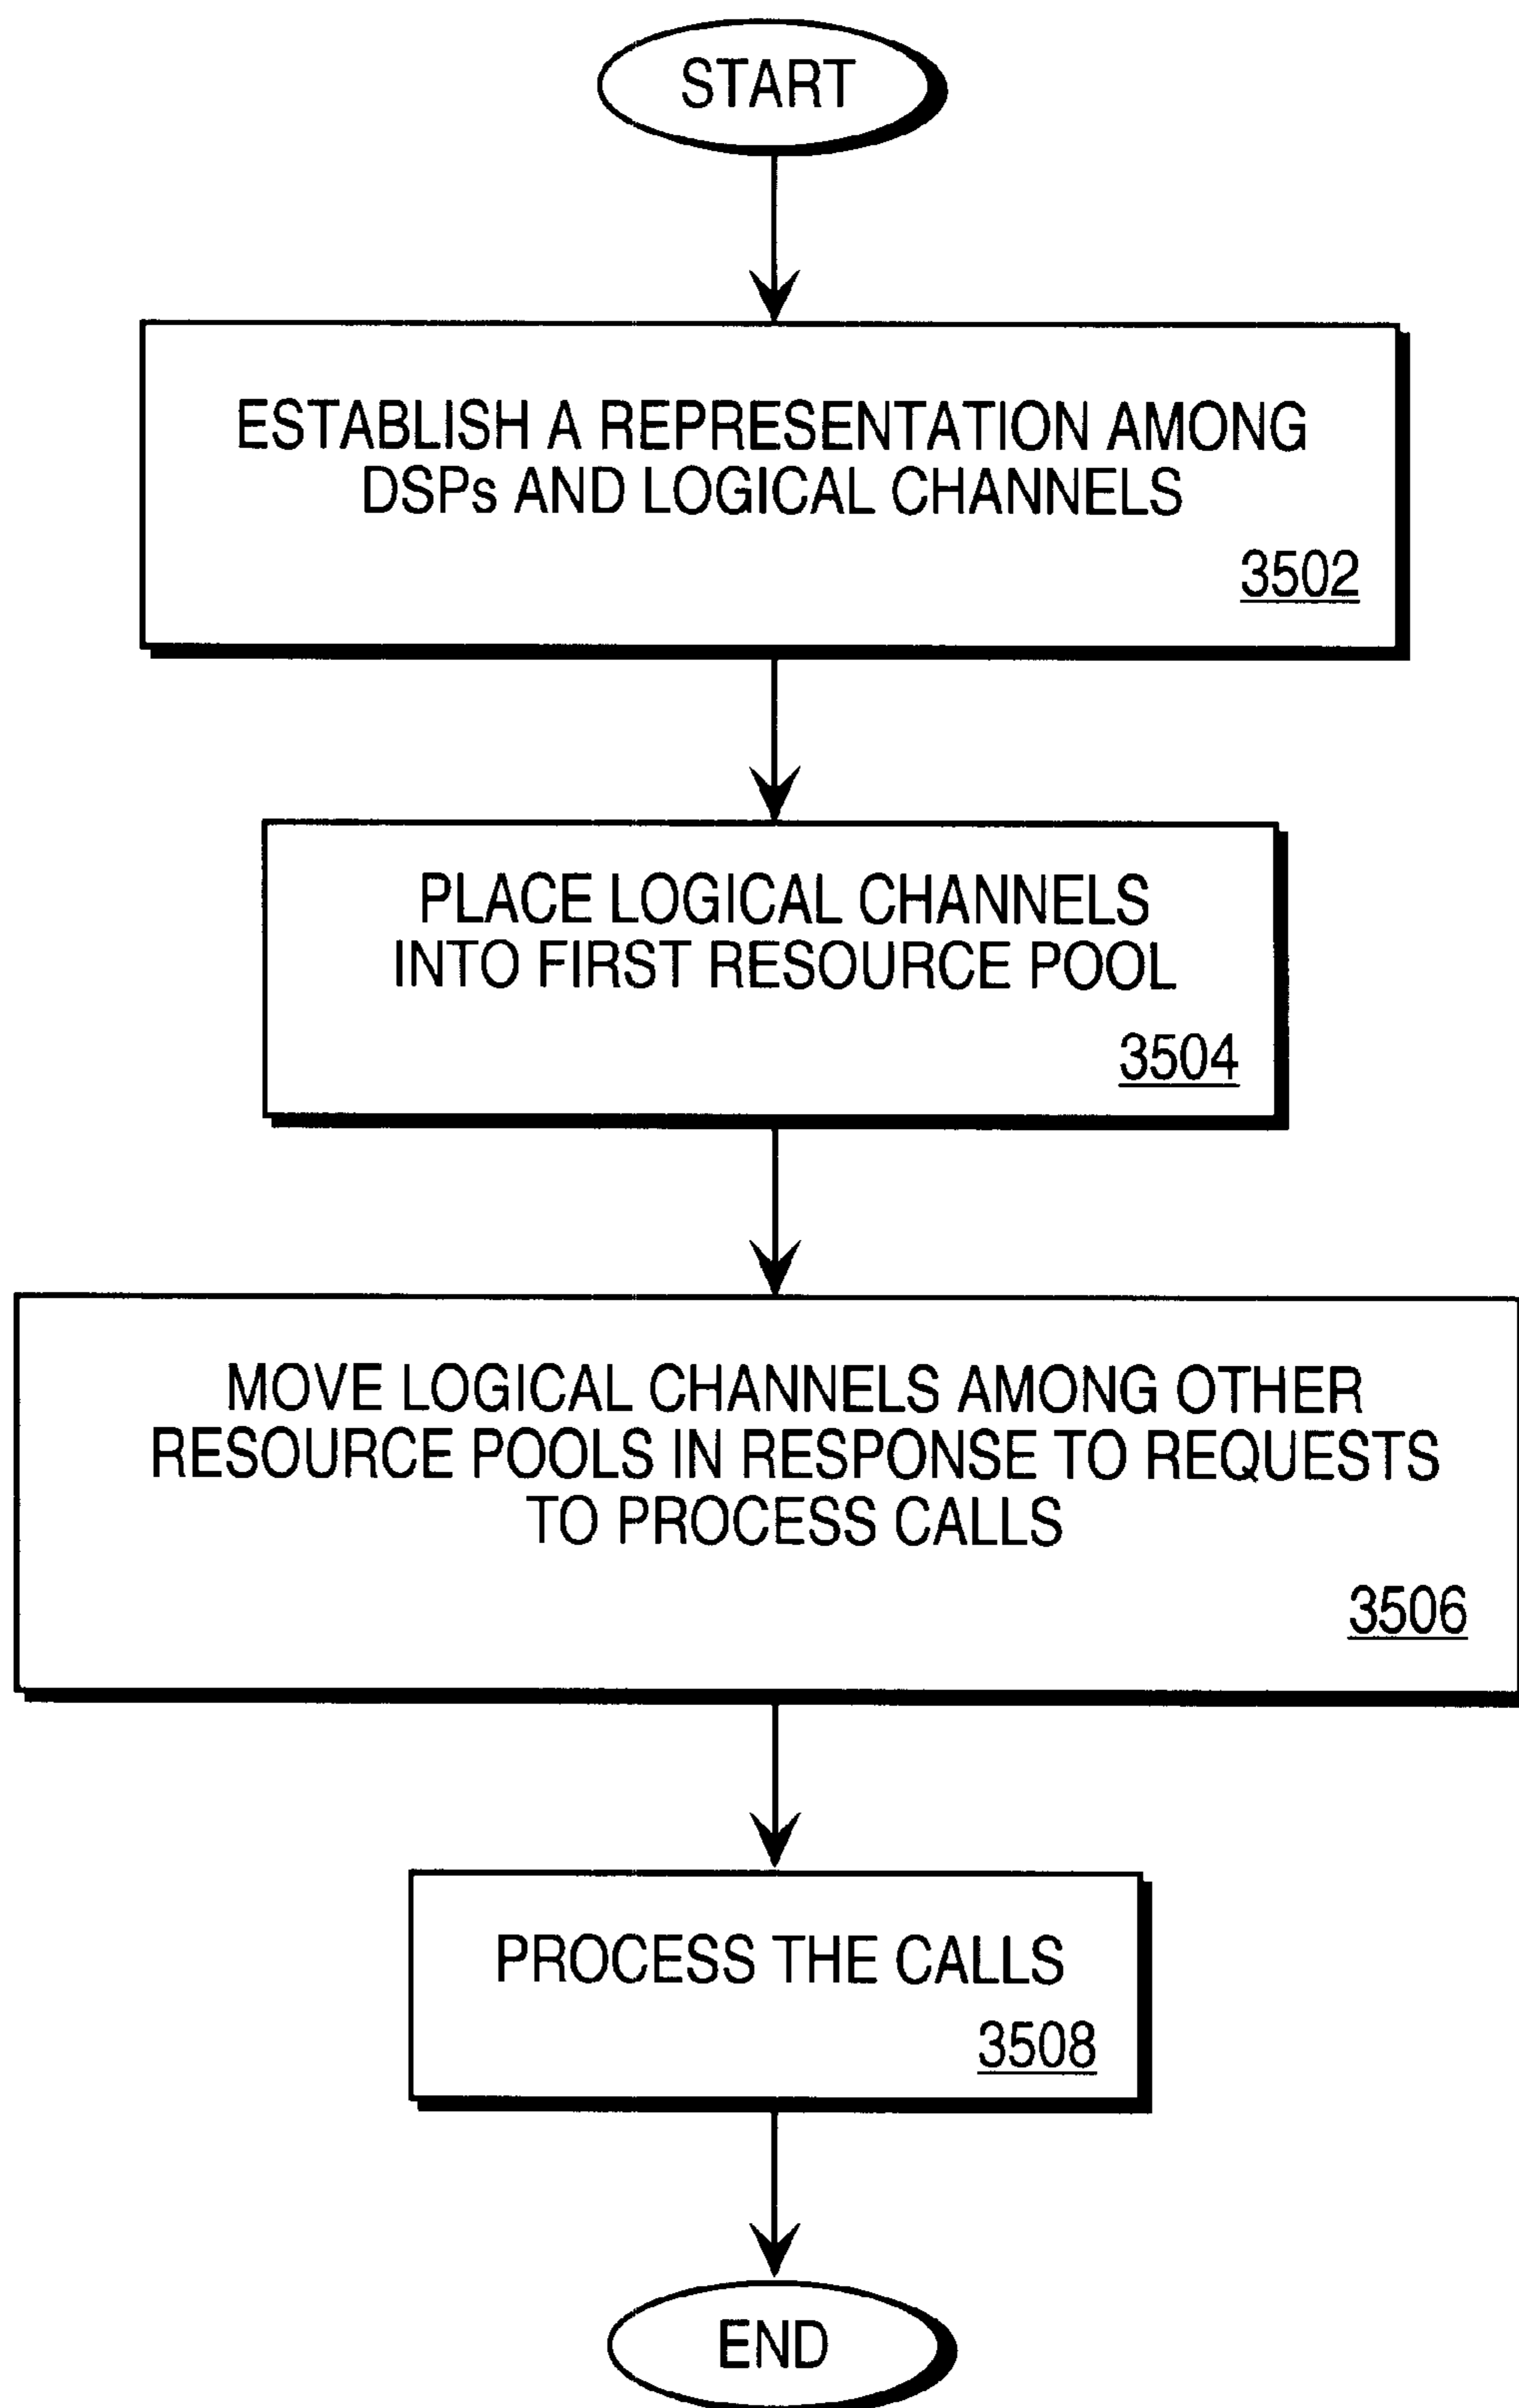 START
ESTABLISH A REPRESENTATION AMONG
DSPs AND LOGICAL CHANNELS
3502
PLACE LOGICAL CHANNELS
INTO FIRST RESOURCE POOL
3504
MOVE LOGICAL CHANNELS AMONG OTHER
RESOURCE POOLS IN RESPONSE TO REQUESTS
TO PROCESS CALLS
3506
PROCESS THE CALLS
3508
END